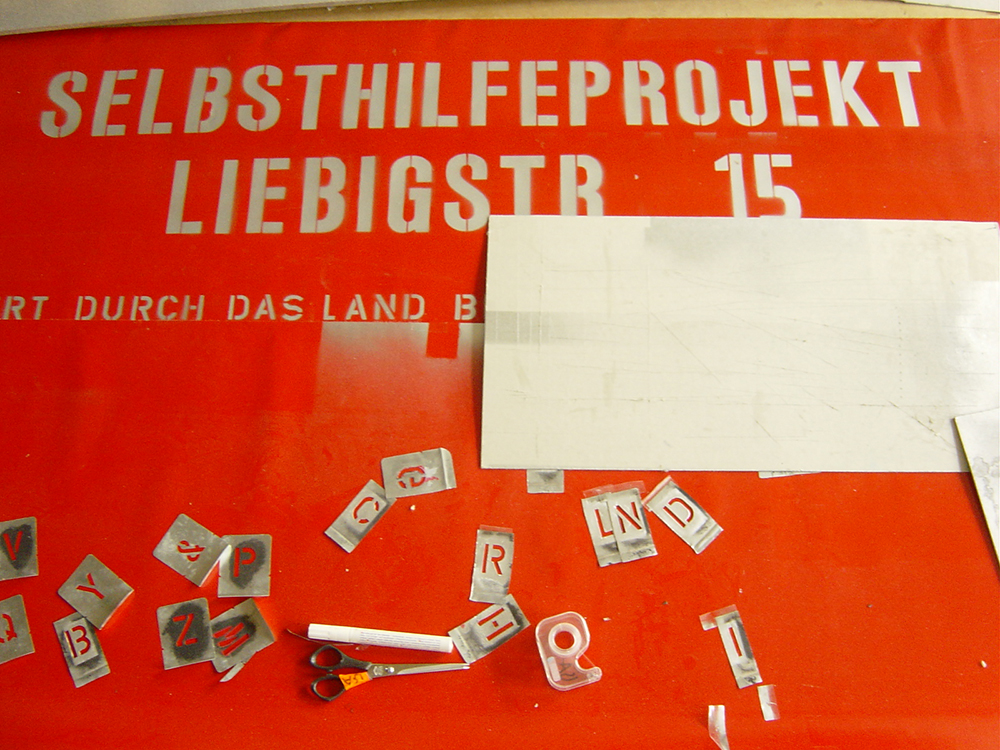 SELBSTHILFEPROJEKT
LIEBIGSTR 15
RT DURCH DAS LAND B
C
L N D
V
P
R
Y
Q
B
Z
M
H
I